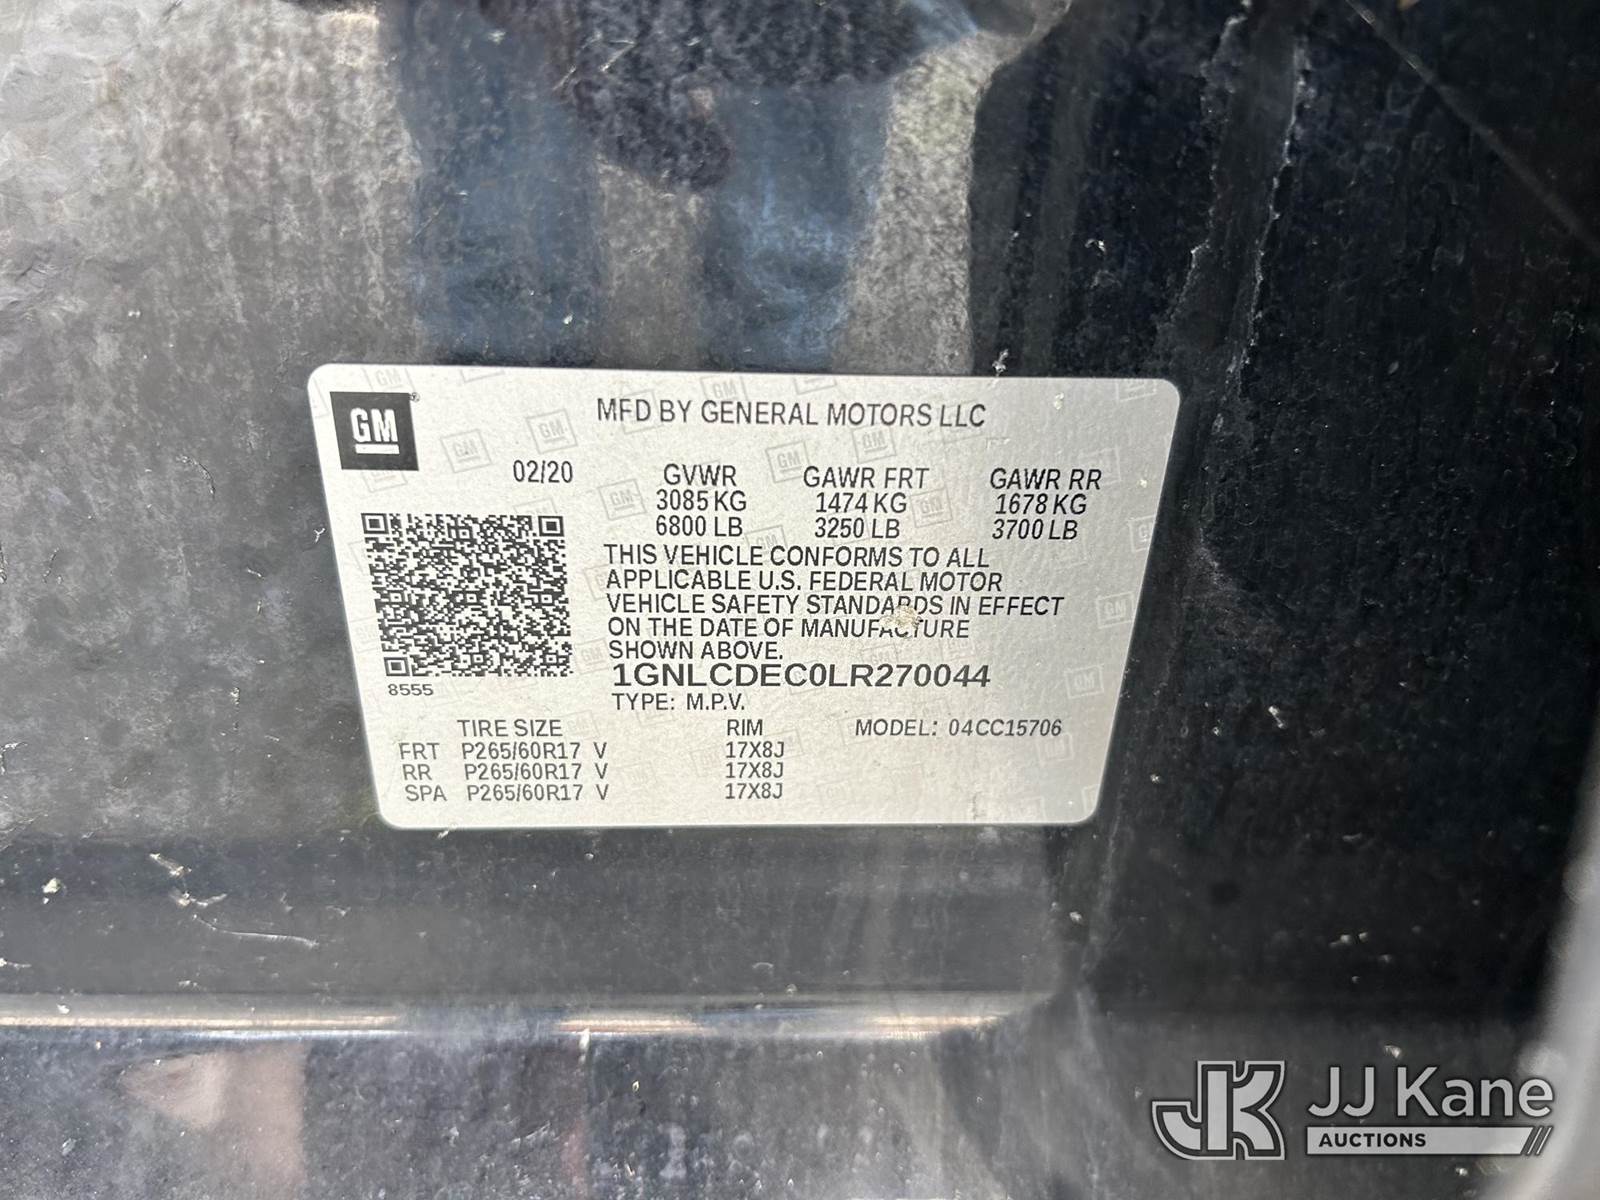 GM
MFD BY GENERAL MOTORS LLC
02/20 GVWR GAWR FRT GAWR RR
3085 KG 1474 KG 1678 KG
6800 LB 3250 LB 3700 LB
THIS VEHICLE CONFORMS TO ALL
APPLICABLE U.S. FEDERAL MOTOR
VEHICLE SAFETY STANDARDS IN EFFECT
ON THE DATE OF MANUFACTURE
SHOWN ABOVE.
1GNLCDEC0LR270044
8555
TYPE: M.P.V.
TIRE SIZE RIM MODEL: 04CC15706
FRT P265/60R17 V 17X8J
RR P265/60R17 V 17X8J
SPA P265/60R17 V 17X8J
JK JJ Kane
AUCTIONS